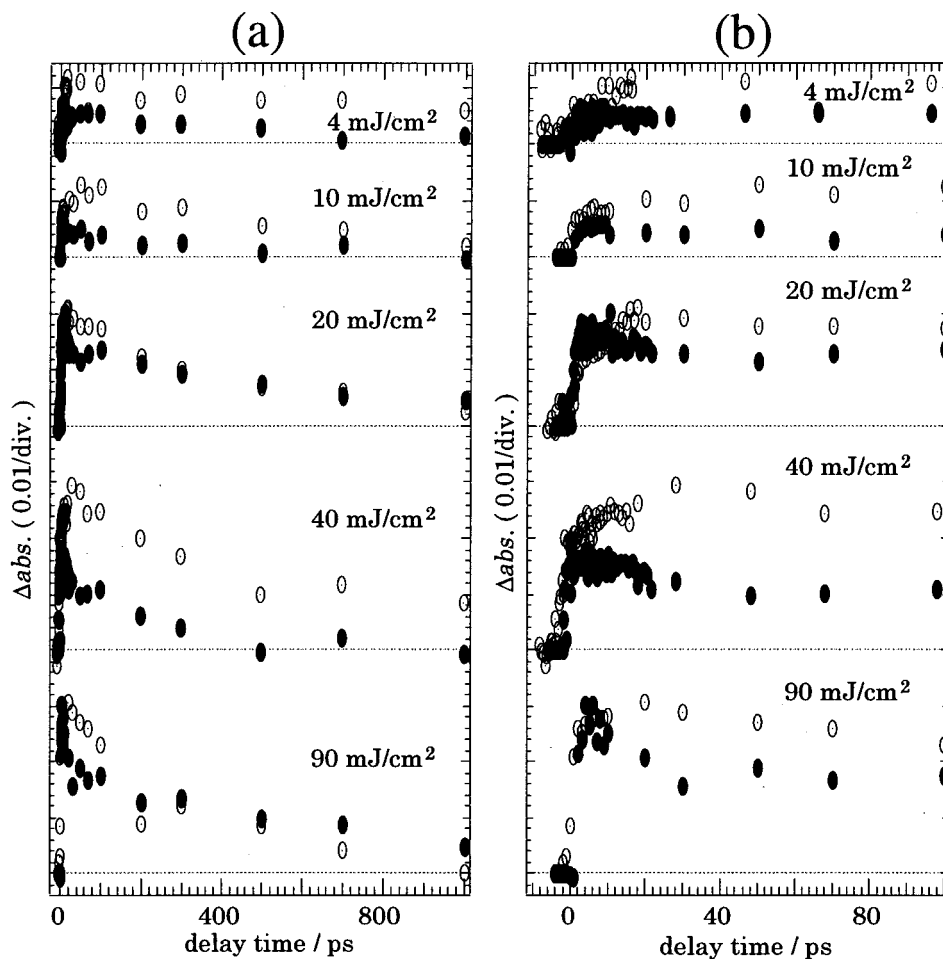 (a)
(b)
4 mJ/cm²
10 mJ/cm²
20 mJ/cm²
40 mJ/cm²
90 mJ/cm²
Δabs. ( 0.01/div. )
0
400
800
delay time / ps
4 mJ/cm²
10 mJ/cm²
20 mJ/cm²
40 mJ/cm²
90 mJ/cm²
Δabs. ( 0.01/div. )
0
40
80
delay time / ps